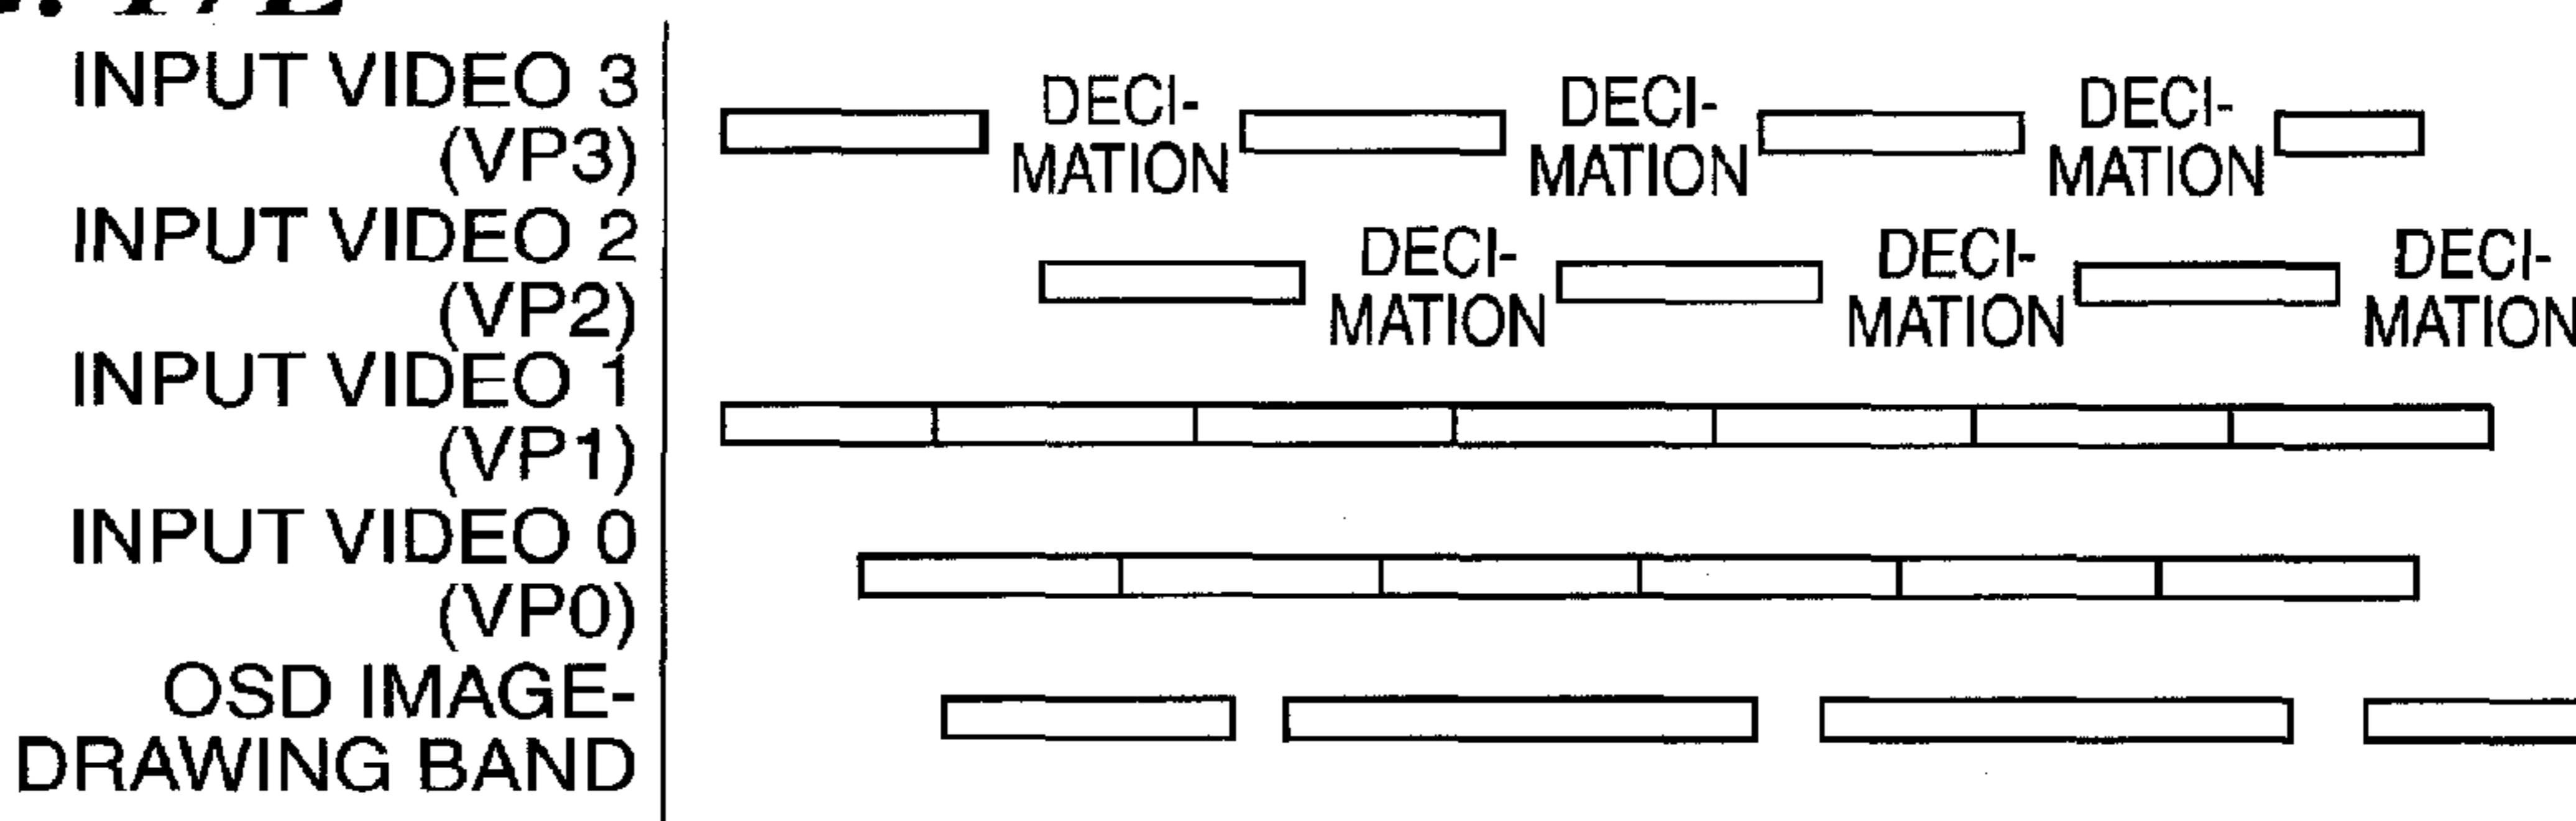 INPUT VIDEO 3
(VP3)
DECI-
MATION
DECI-
MATION
DECI-
MATION
INPUT VIDEO 2
(VP2)
DECI-
MATION
DECI-
MATION
DECI-
MATION
INPUT VIDEO 1
(VP1)
INPUT VIDEO 0
(VP0)
OSD IMAGE-
DRAWING BAND